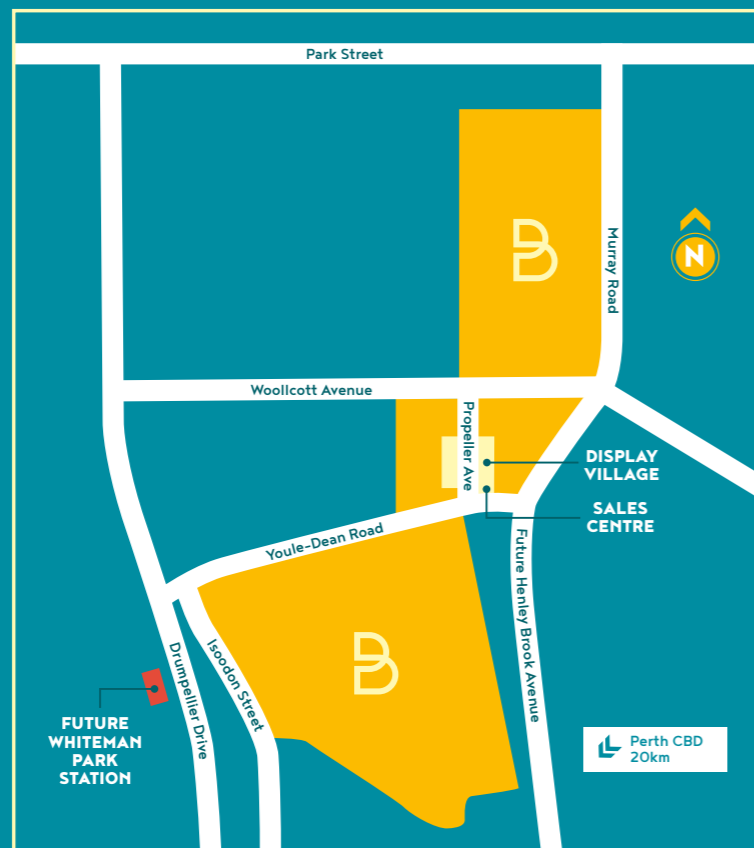 Park Street
Murray Road
N
Woollcott Avenue
Propeller Ave
DISPLAY
VILLAGE
SALES
CENTRE
Youle-Dean Road
Future Henley Brook Avenue
Isoodon Street
Drumpellier Drive
FUTURE
WHITEMAN
PARK
STATION
Perth CBD
20km
B
B